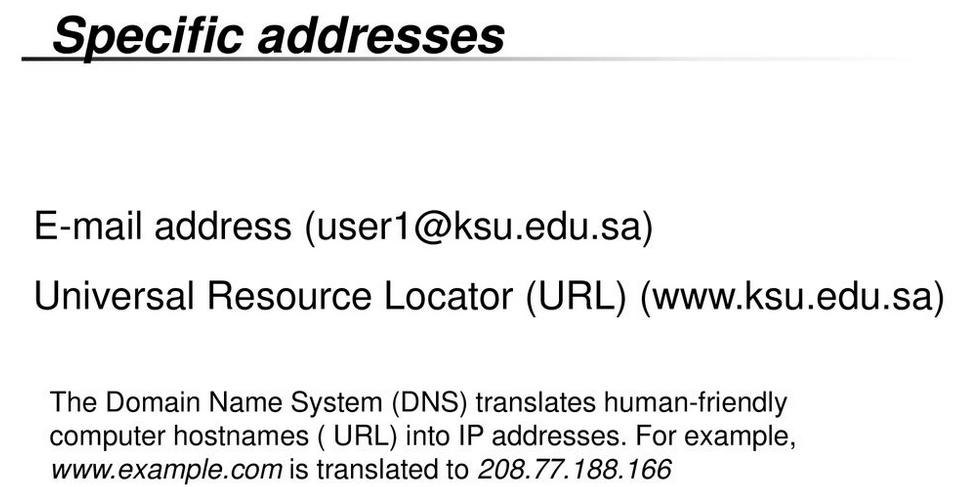 Specific addresses
E-mail address (user1@ksu.edu.sa)
Universal Resource Locator (URL) (www.ksu.edu.sa)
The Domain Name System (DNS) translates human-friendly
computer hostnames ( URL) into IP addresses. For example,
www.example.com is translated to 208.77.188.166